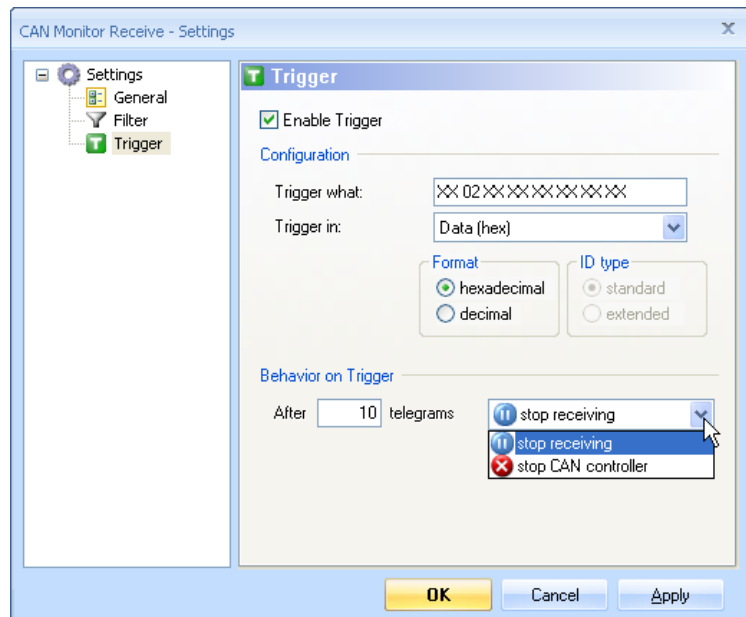 CAN Monitor Receive - Settings
Settings
General
Filter
Trigger
Trigger
Enable Trigger
Configuration
Trigger what: XX 02 XX XX XX XX XX XX
Trigger in: Data (hex)
Format
hexadecimal
decimal
ID type
standard
extended
Behavior on Trigger
After 10 telegrams stop receiving
stop receiving
stop CAN controller
OK Cancel Apply